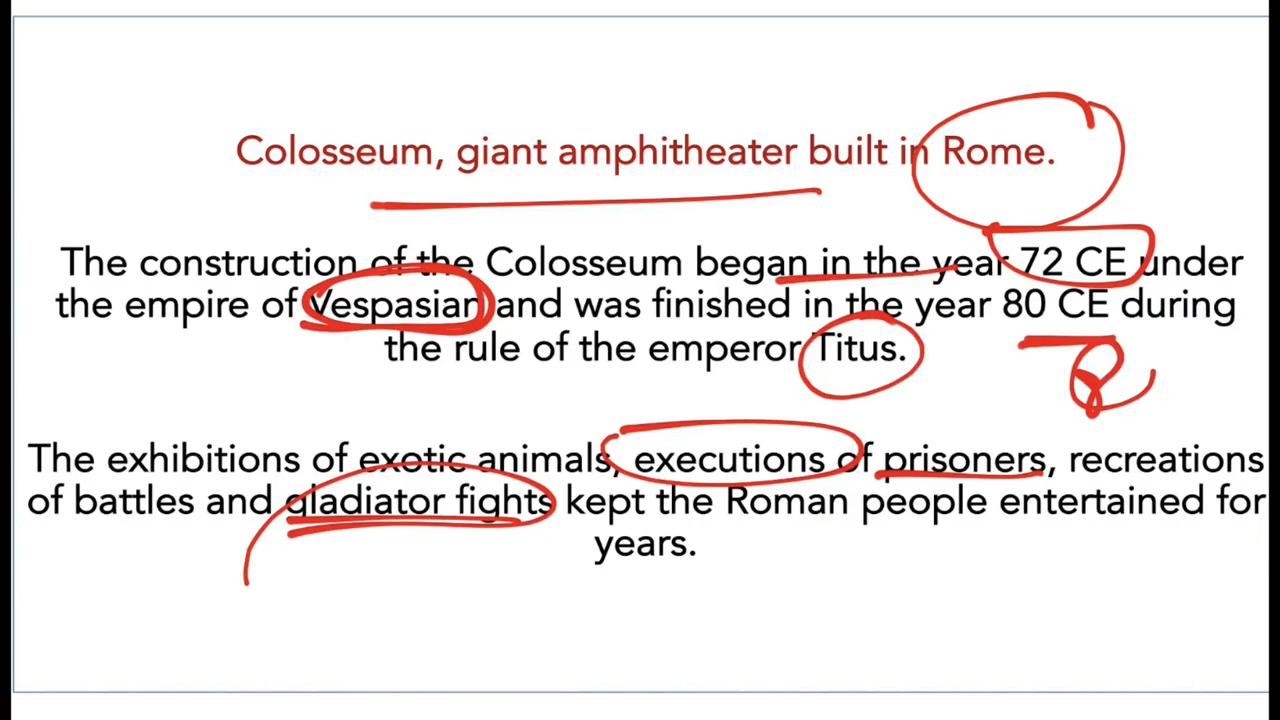 Colosseum, giant amphitheater built in Rome.
The construction of the Colosseum began in the year 72 CE under
the empire of Vespasian and was finished in the year 80 CE during
the rule of the emperor Titus.
8
The exhibitions of exotic animals, executions of prisoners, recreations
of battles and gladiator fights kept the Roman people entertained for
years.